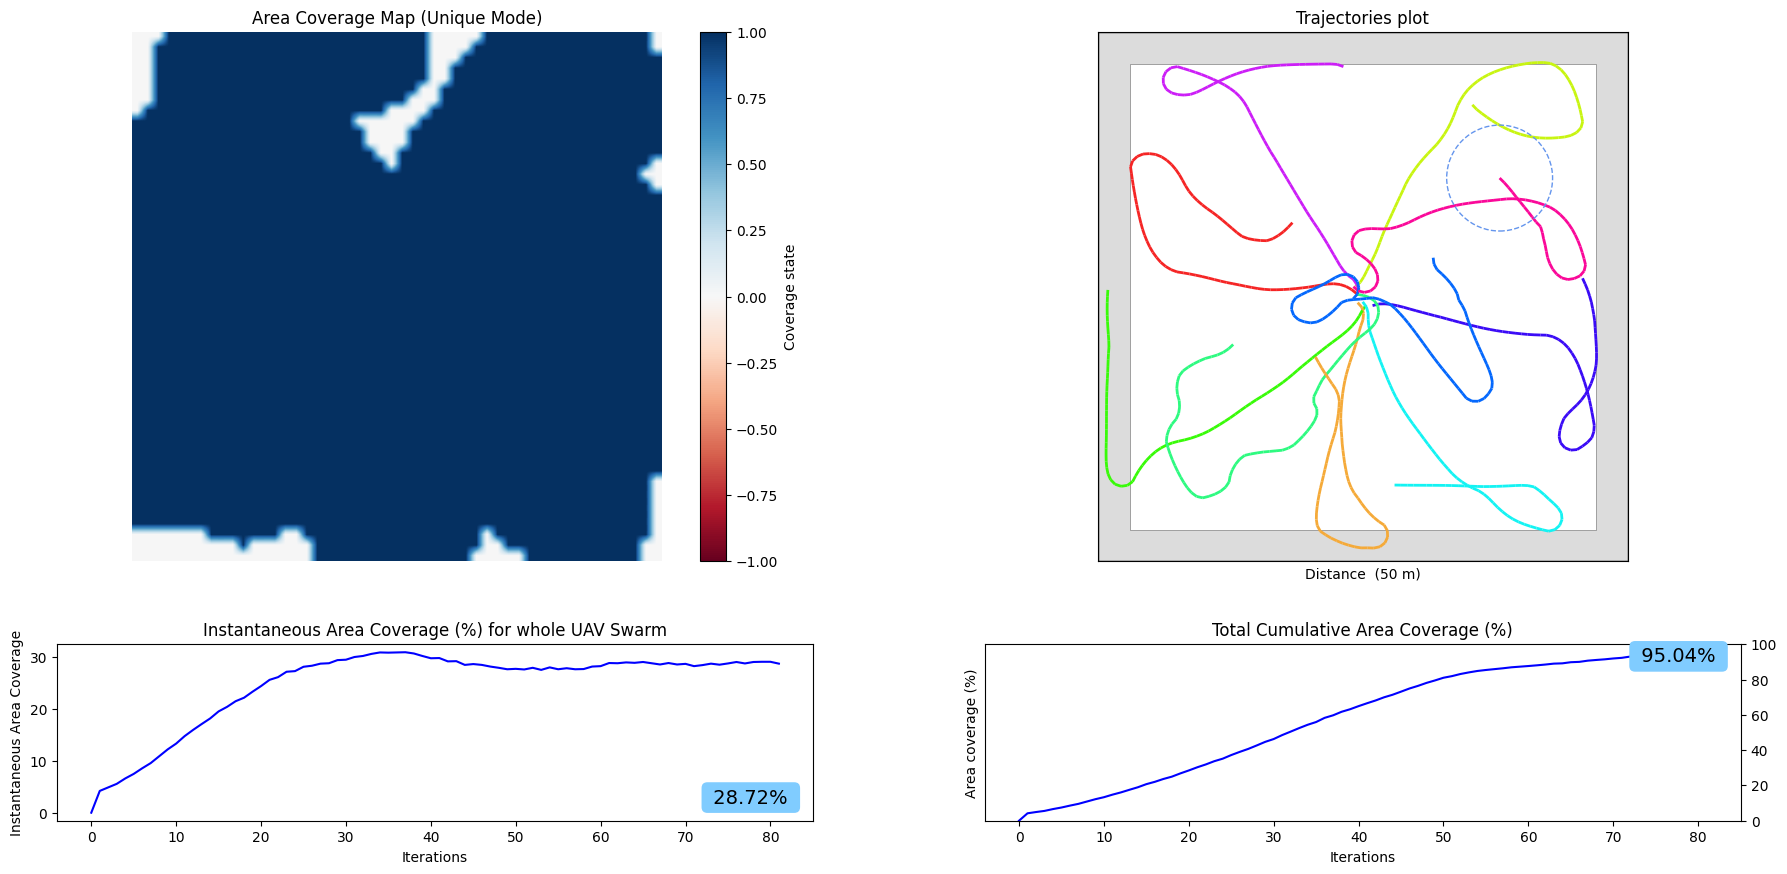 Area Coverage Map (Unique Mode)
1.00
0.75
0.50
0.25
0.00
−0.25
−0.50
−0.75
−1.00
Coverage state
Trajectories plot
Distance  (50 m)
Instantaneous Area Coverage (%) for whole UAV Swarm
Instantaneous Area Coverage
30
20
10
0
28.72%
0 10 20 30 40 50 60 70 80
Iterations
Total Cumulative Area Coverage (%)
Area coverage (%)
95.04%
100
80
60
40
20
0
0 10 20 30 40 50 60 70 80
Iterations